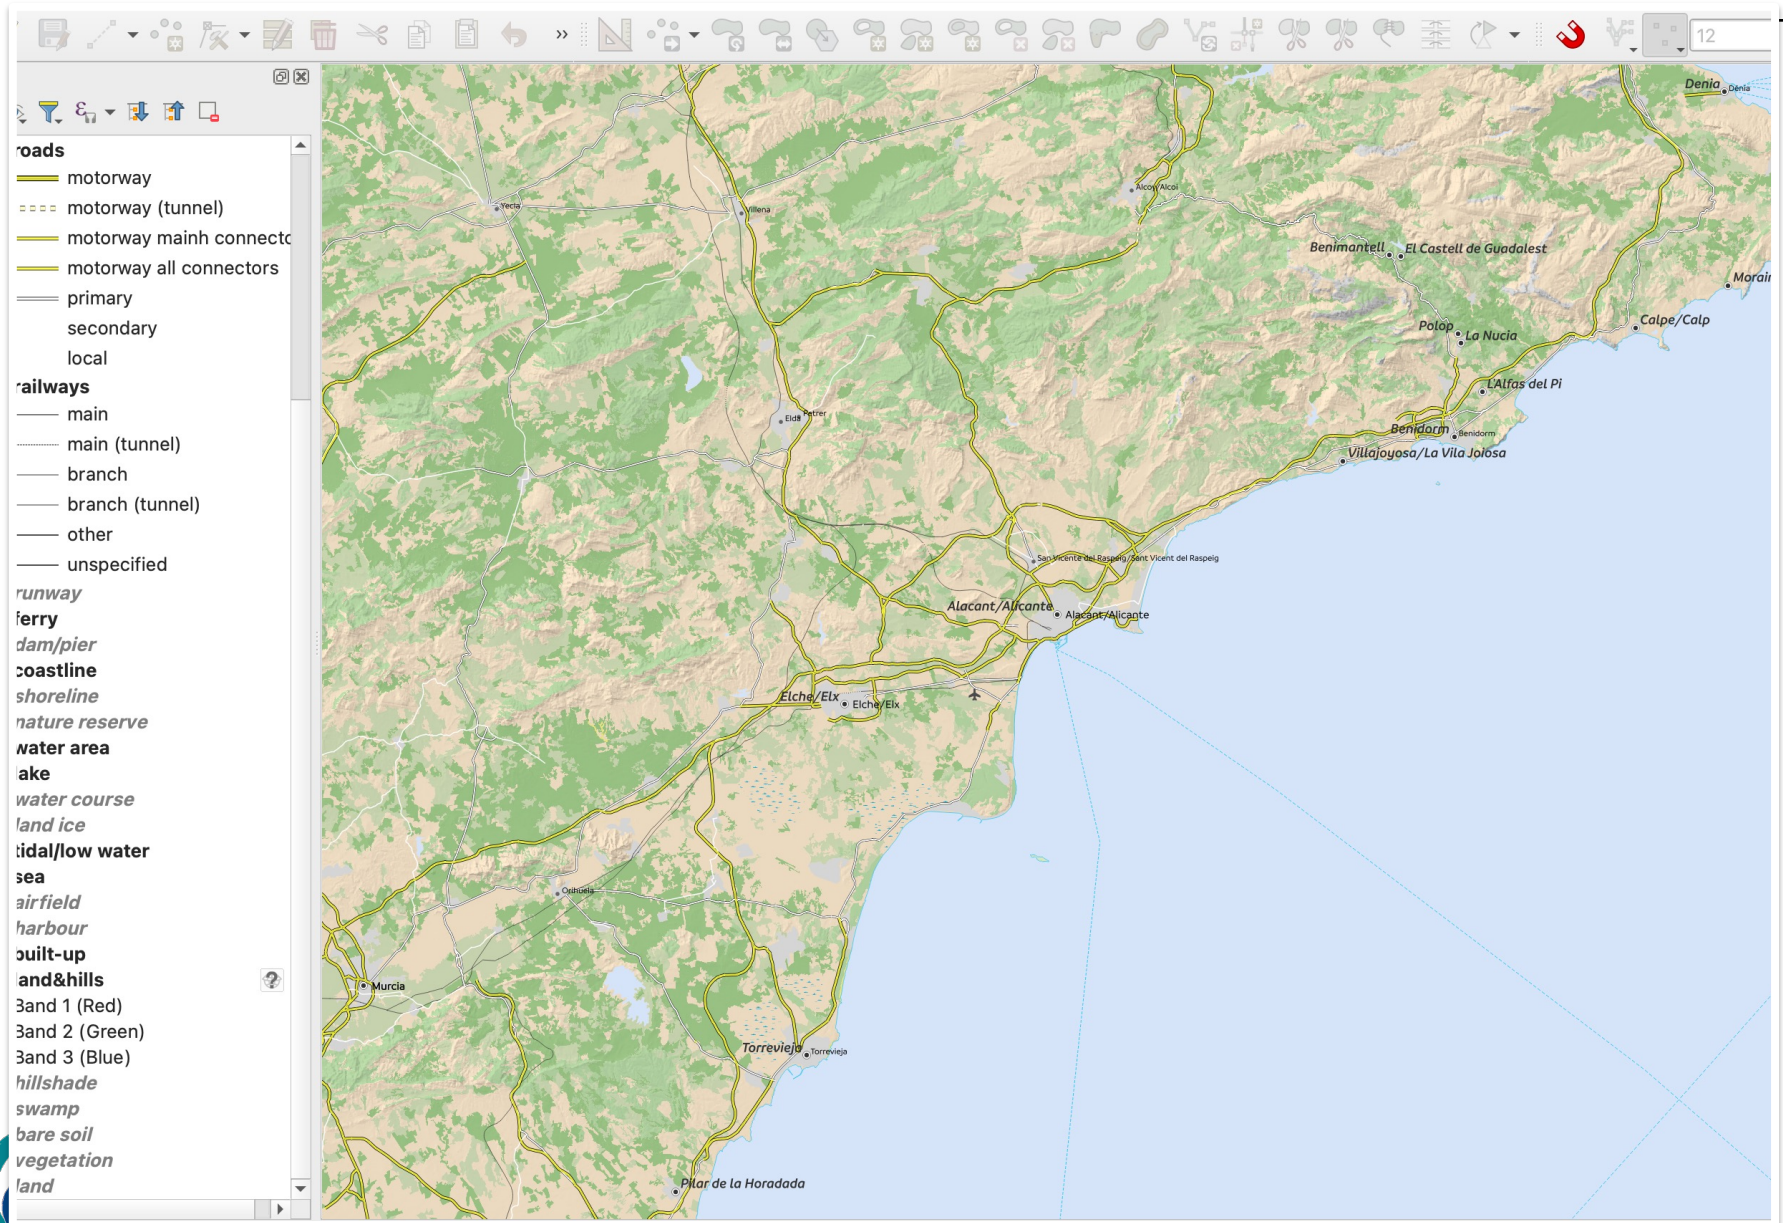 12
roads
motorway
motorway (tunnel)
motorway mainh connecto
motorway all connectors
primary
secondary
local
railways
main
main (tunnel)
branch
branch (tunnel)
other
unspecified
runway
ferry
dam/pier
coastline
shoreline
nature reserve
water area
lake
water course
land ice
tidal/low water
sea
airfield
harbour
built-up
land&hills
Band 1 (Red)
Band 2 (Green)
Band 3 (Blue)
hillshade
swamp
bare soil
vegetation
land
Denia
Dénia
Alcoy/Alcoi
Yecla
Villena
Benimantell
El Castell de Guadalest
Morair
Calpe/Calp
Polop
La Nucia
L'Alfas del Pi
Elda
Petrer
Benidorm
Benidorm
Villajoyosa/La Vila Joiosa
San Vicente del Raspeig/Sant Vicent del Raspeig
Alacant/Alicante
Alacant/Alicante
Elche/Elx
Elche/Elx
Orihuela
Murcia
Torrevieja
Torrevieja
Pilar de la Horadada